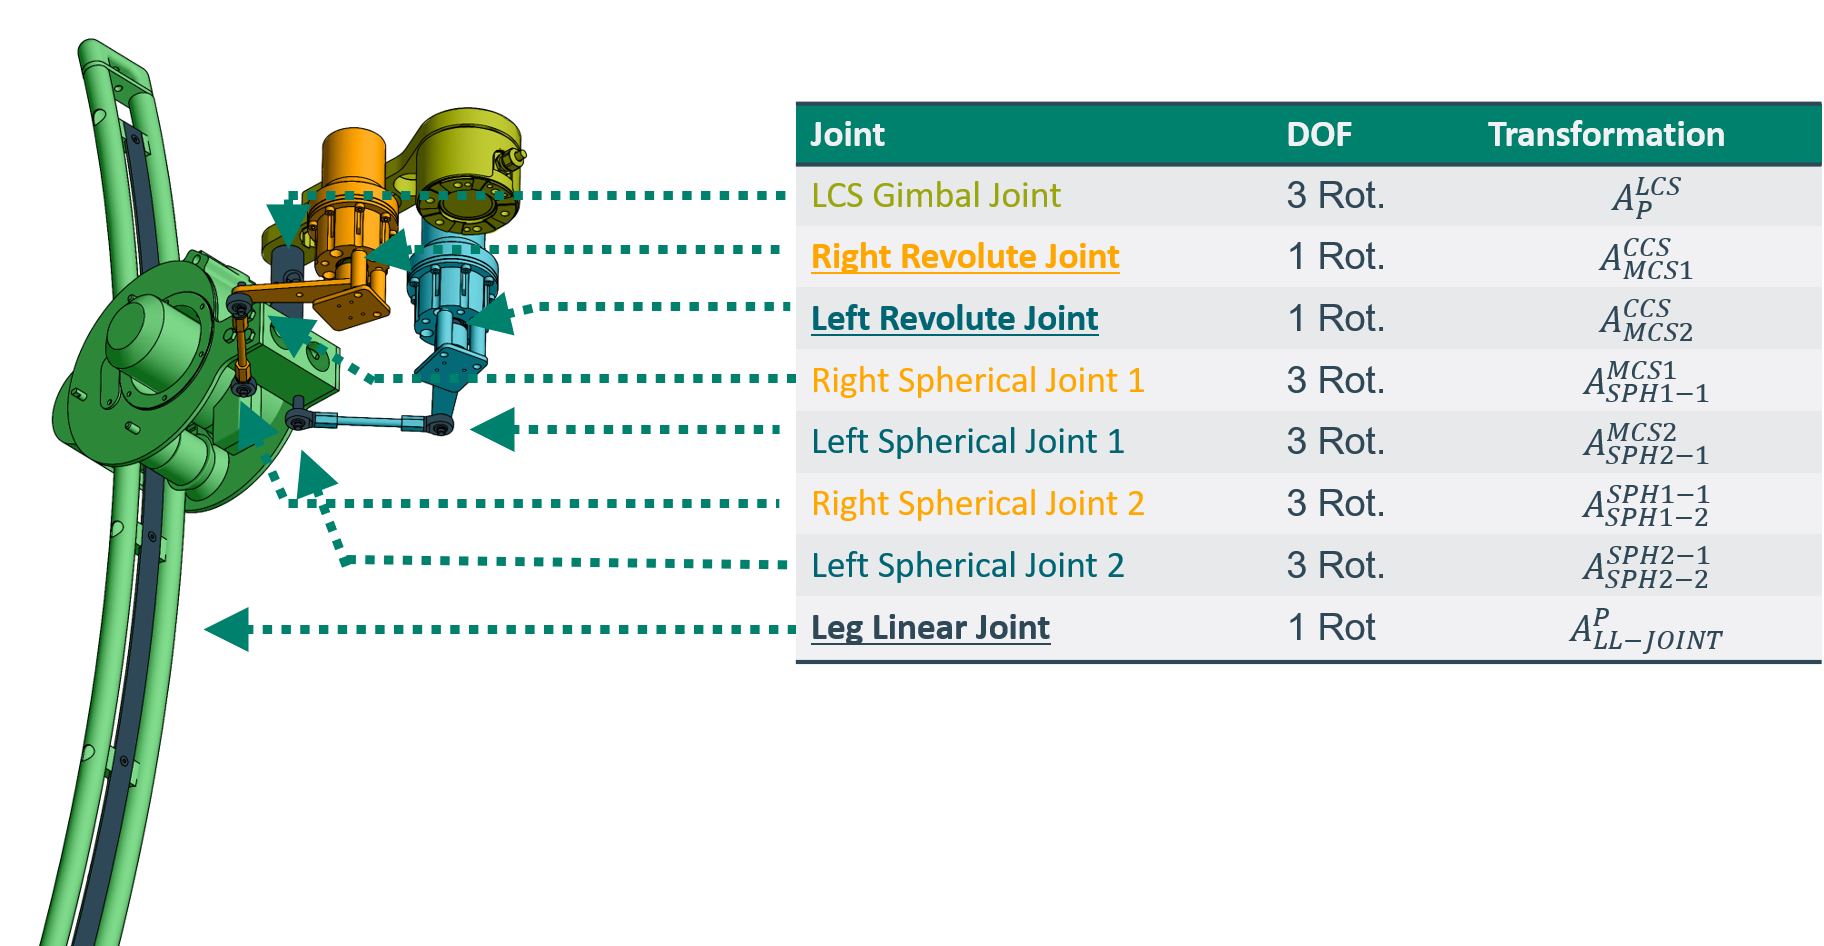 Joint DOF Transformation
LCS Gimbal Joint 3 Rot. A_P^{LCS}
Right Revolute Joint 1 Rot. A_{MCS1}^{CCS}
Left Revolute Joint 1 Rot. A_{MCS2}^{CCS}
Right Spherical Joint 1 3 Rot. A_{SPH1-1}^{MCS1}
Left Spherical Joint 1 3 Rot. A_{SPH2-1}^{MCS2}
Right Spherical Joint 2 3 Rot. A_{SPH1-2}^{SPH1-1}
Left Spherical Joint 2 3 Rot. A_{SPH2-2}^{SPH2-1}
Leg Linear Joint 1 Rot A_{LL-JOINT}^{P}